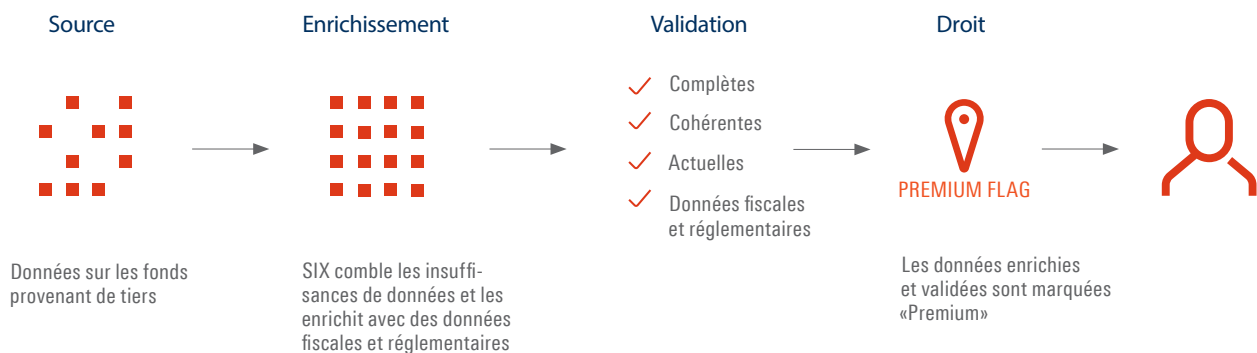 Source
Enrichissement
Validation
Droit
Complètes
Cohérentes
Actuelles
Données fiscales
et réglementaires
PREMIUM FLAG
Données sur les fonds
provenant de tiers
SIX comble les insuffi-
sances de données et les
enrichit avec des données
fiscales et réglementaires
Les données enrichies
et validées sont marquées
«Premium»